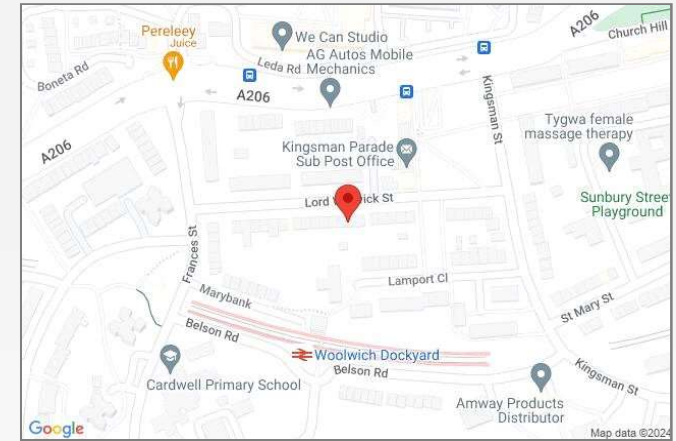 Pereleey
Juice
We Can Studio
AG Autos Mobile
Mechanics
Leda Rd
A206
Church Hill
Boneta Rd
A206
Kingsman St
A206
Kingsman Parade
Sub Post Office
Tygwa female
massage therapy
Sunbury Stree
Playground
Lord W
wick St
Frances St
Lamport Cl
Marybank
St Mary St
Belson Rd
Woolwich Dockyard
Belson Rd
Kingsman St
Cardwell Primary School
Amway Products
Distributor
Google
Map data ©2024